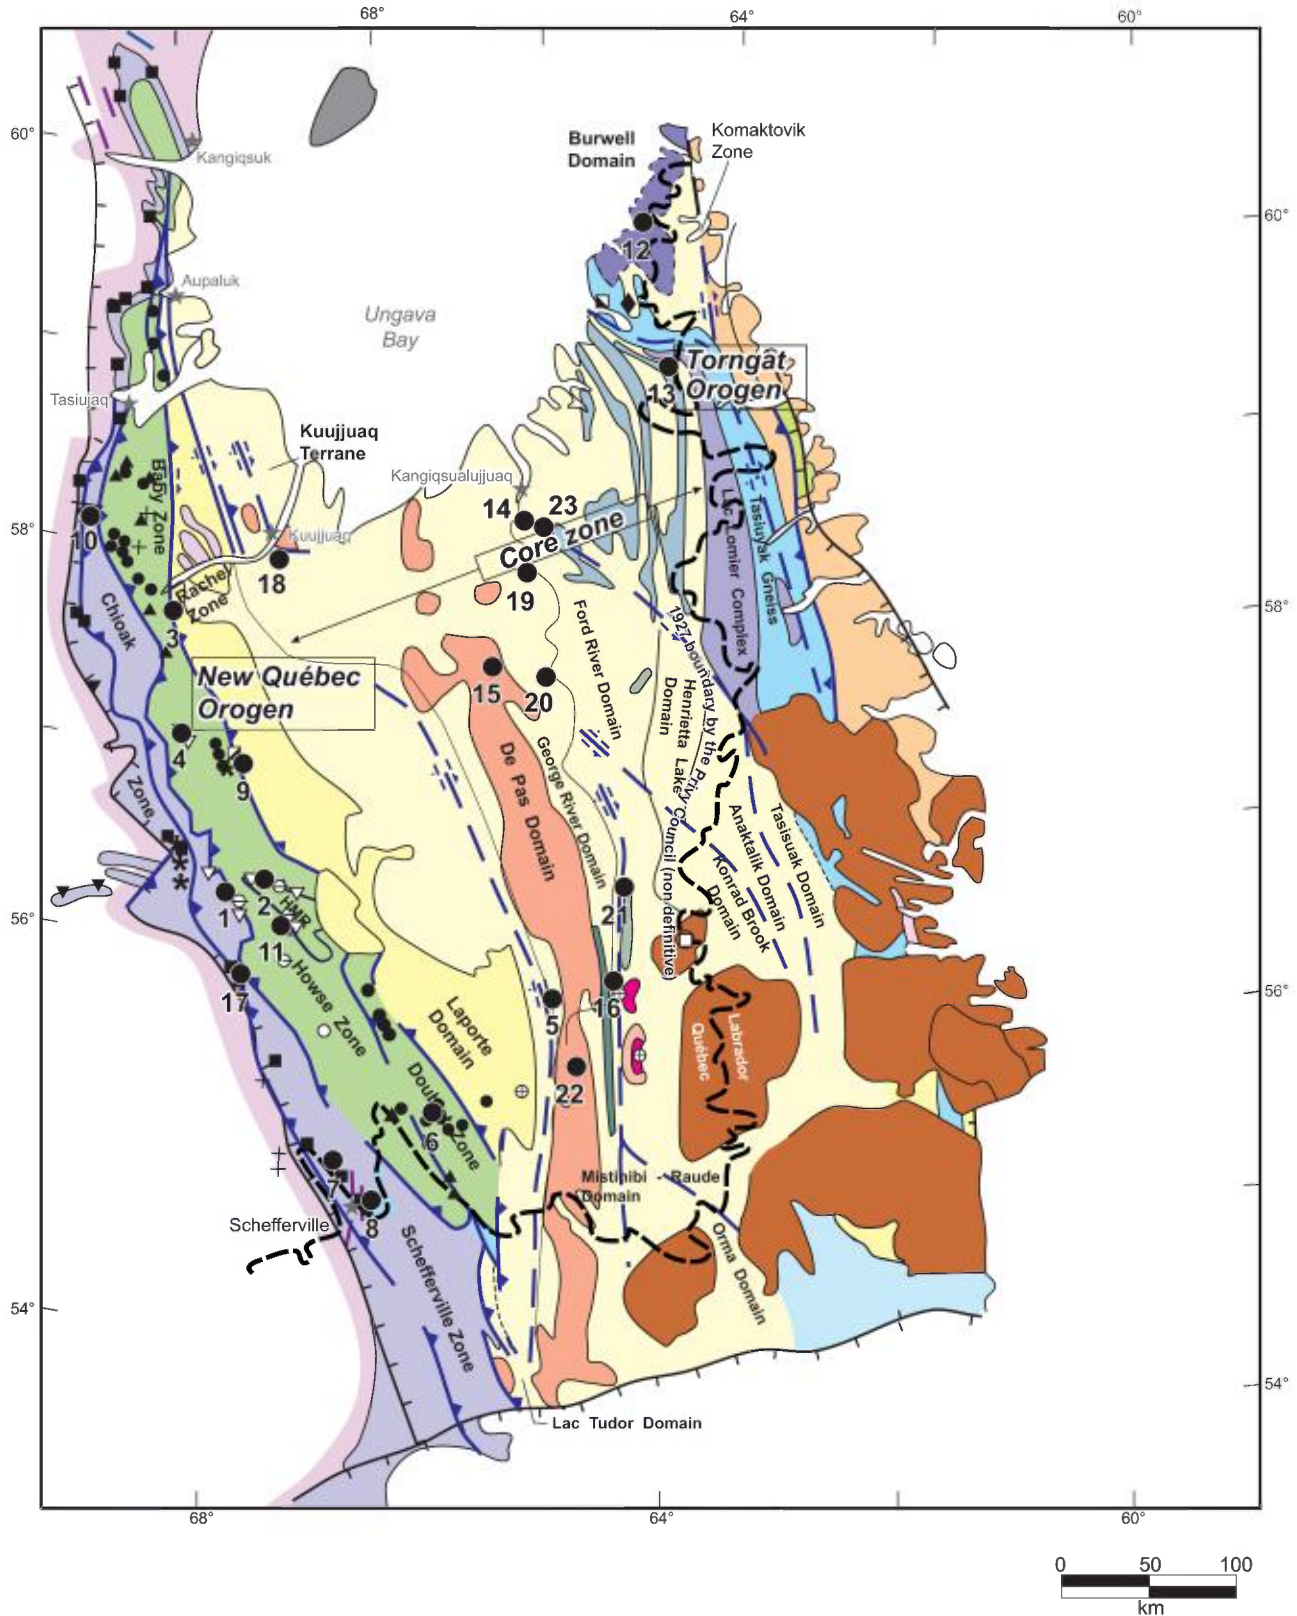 68°
64°
60°
60°
Burwell
Domain
Komaktovik
Zone
Kangiqsuk
60°
12
Aupaluk
Ungava
Bay
Torngât
Orogen
13
Tasiujaq
Kuujjuaq
Terrane
Kangiqsualujjuaq
Baby Zone
14
23
Core zone
Lac Lomier Complex
Tasiuyak Gneiss
58°
10
Kuujjuaq
18
Rachel
Zone
19
58°
Chioak
Zone
3
Ford River Domain
1927 boundary by the Privy Council (non definitive)
New Québec
Orogen
15
20
Henrietta Lake
Domain
4
9
De Pas Domain
George River Domain
Anaktalik Domain
Tasisuak Domain
Konrad Brook
Domain
1
2
HMR
21
56°
11
17
Howse Zone
16
5
56°
Laporte
Domain
Québec
Labrador
22
Doublet Zone
6
7
Mistinibi - Raude
Domain
Schefferville
8
Schefferville Zone
Orma Domain
54°
54°
Lac Tudor Domain
68°
64°
60°
0 50 100
km